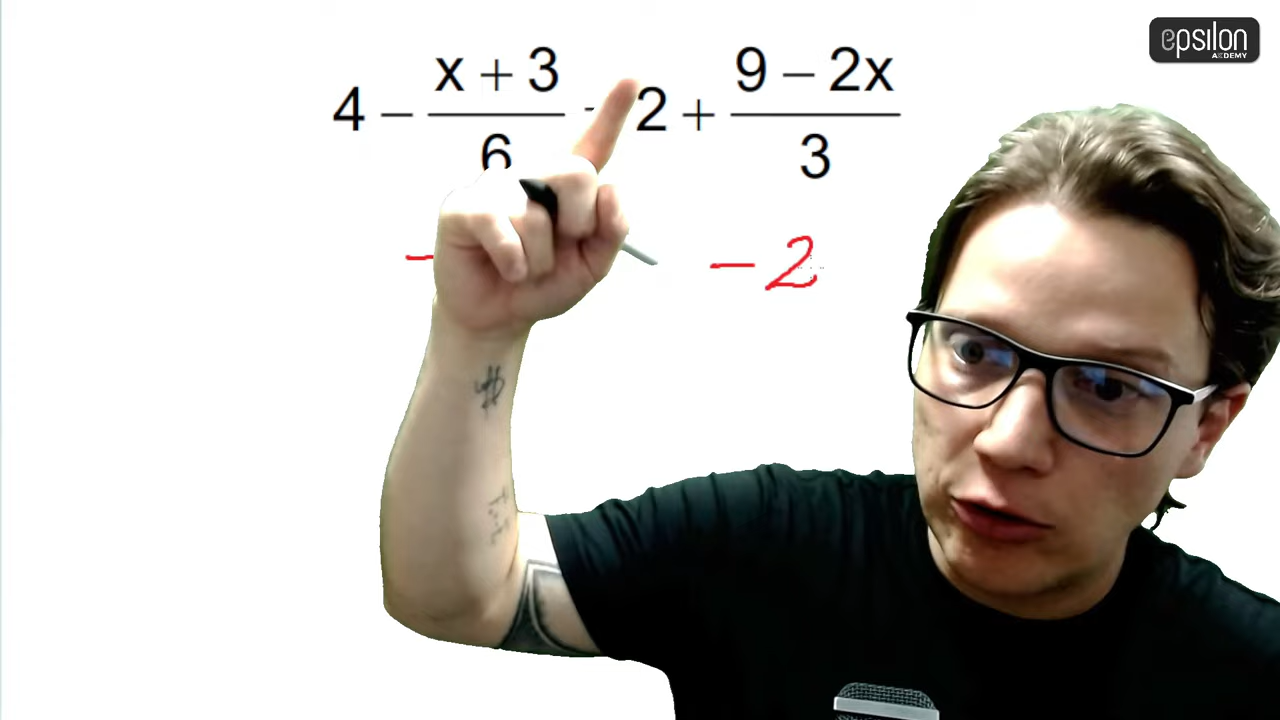 epsilon
x + 3 9 − 2x
4 − 2 +
6 3
− − 2